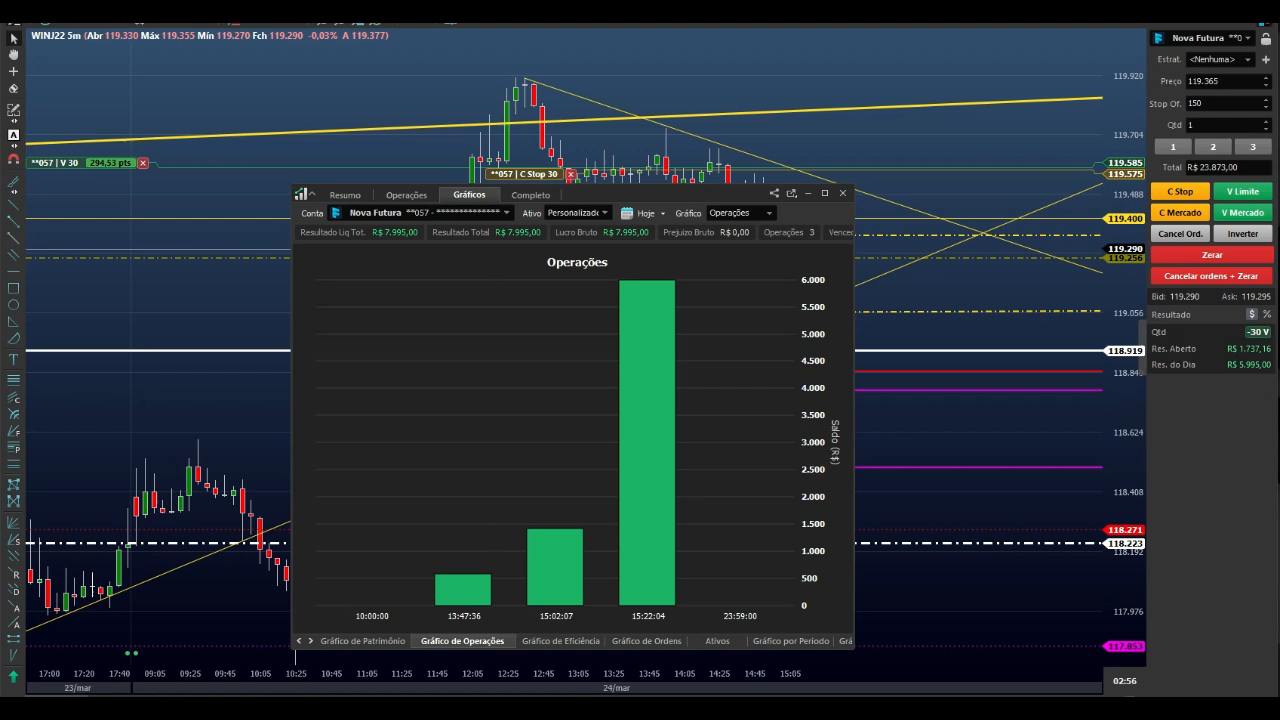 WINJ22 5m (Abr 119.330 Máx 119.355 Mín 119.270 Fch 119.290 -0,03% A 119.377)
**057 | V 30 294,53 pts
**057 | C Stop 30
Resumo Operações Gráficos Completo
Conta Nova Futura **057 - ************** Ativo Personalizado Hoje Gráfico Operações
Resultado Liq Tot. R$ 7.995,00 Resultado Total R$ 7.995,00 Lucro Bruto R$ 7.995,00 Prejuizo Bruto R$ 0,00 Operações 3 Venced
Operações
6.000
5.500
5.000
4.500
4.000
3.500
3.000
2.500
2.000
1.500
1.000
500
0
Saldo (R$)
10:00:00 13:47:36 15:02:07 15:22:04 23:59:00
Gráfico de Patrimônio Gráfico de Operações Gráfico de Eficiência Gráfico de Ordens Ativos Gráfico por Periodo Grá
119.920
119.704
119.585
119.575
119.488
119.400
119.290
119.256
119.056
118.919
118.840
118.624
118.408
118.271
118.223
118.192
117.976
117.853
17:00 17:20 17:40 09:05 09:25 09:45 10:05 10:25 10:45 11:05 11:25 11:45 12:05 12:25 12:45 13:05 13:25 13:45 14:05 14:25 14:45 15:05
23/mar 24/mar
02:56
Nova Futura **0
Estrat. <Nenhuma>
Preço 119.365
Stop Of. 150
Qtd 1
1 2 3
Total R$ 23.873,00
C Stop V Limite
C Mercado V Mercado
Cancel Ord. Inverter
Zerar
Cancelar ordens + Zerar
Bid: 119.290 Ask: 119.295
Resultado $ %
Qtd -30 V
Res. Aberto R$ 1.737,16
Res. do Dia R$ 5.995,00